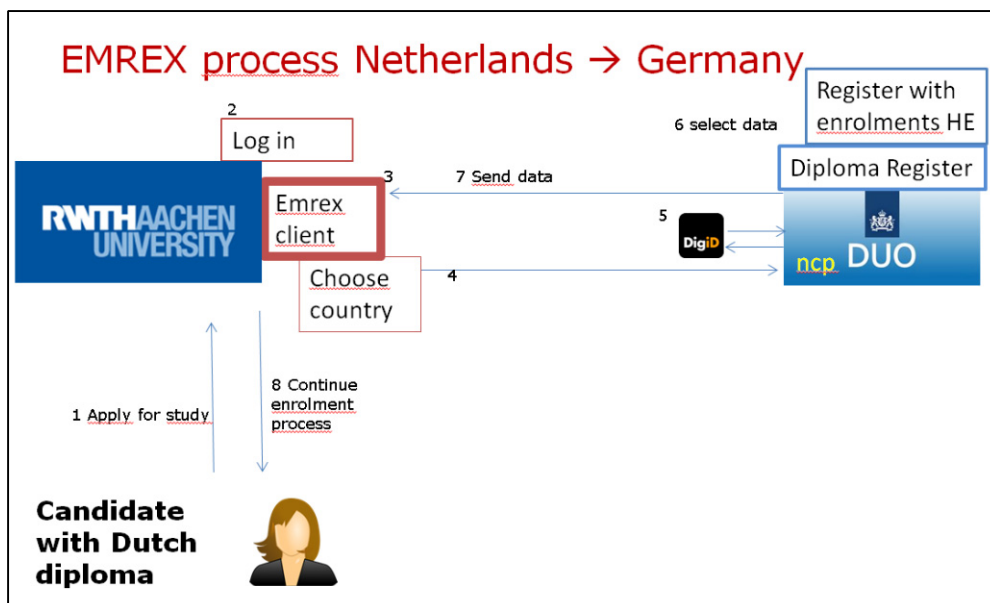 EMREX process Netherlands → Germany
Register with
enrolments HE
2
6 select data
Log in
Diploma Register
3
7 Send data
RWTHAACHEN
UNIVERSITY
Emrex
client
5
DigiD
DUO
ncp
Choose
country
4
8 Continue
enrolment
process
1 Apply for study
Candidate
with Dutch
diploma